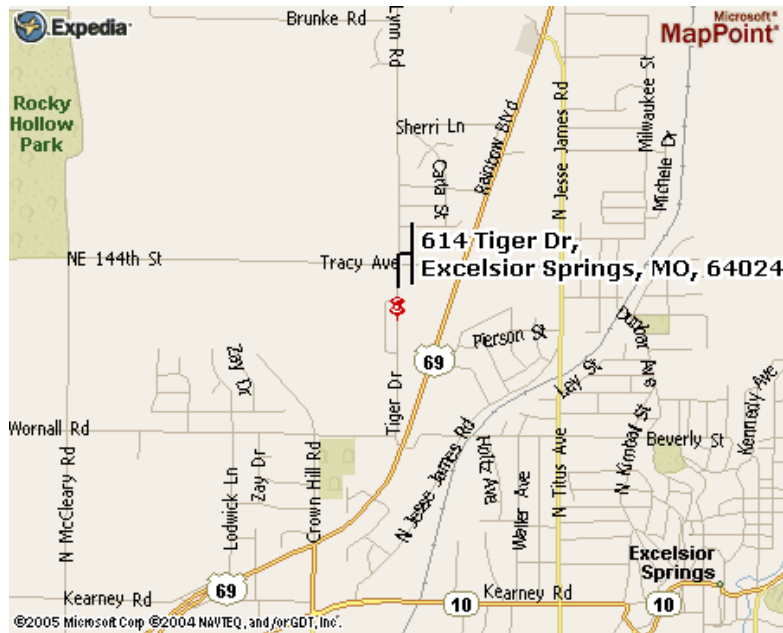 Expedia®
Microsoft®
MapPoint®
Brunke Rd
Lynn Rd
Rocky
Hollow
Park
Sherri Ln
Carla St
Rainbow Blvd
N Jesse James Rd
Milwaukee St
Michele Dr
NE 144th St
Tracy Ave
614 Tiger Dr,
Excelsior Springs, MO, 64024
Pierson St
Dunbar Ave
69
Zay Dr
Ley St
Tiger Dr
Wornall Rd
N McCleary Rd
Lodwick Ln
Zay Dr
Crown Hill Rd
N Jesse James Rd
Holtz Ave
Waller Ave
N Titus Ave
N Kimball St
Beverly St
Kennedy Ave
Excelsior
Springs
69
Kearney Rd
Kearney Rd
10
10
©2005 Microsoft Corp ©2004 NAVTEQ, and/or GDT, Inc.